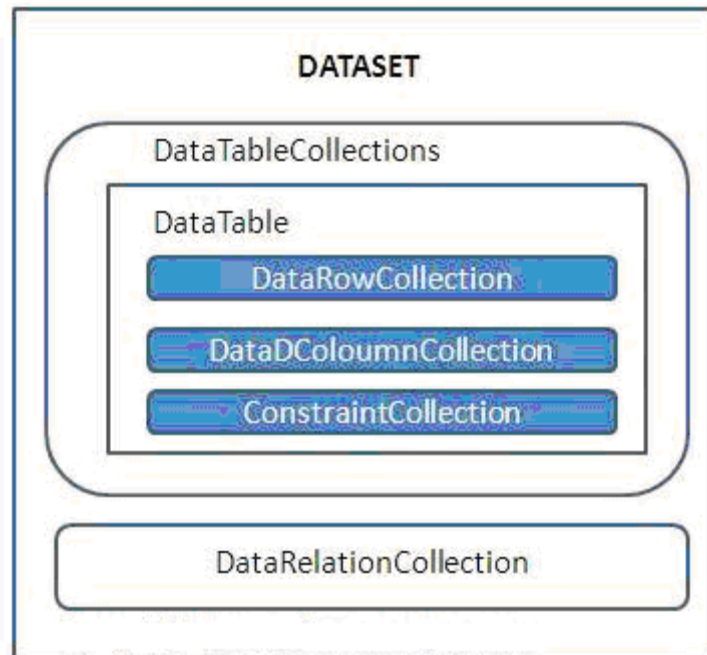 DATASET
DataTableCollections
DataTable
DataRowCollection
DataDColoumnCollection
ConstraintCollection
DataRelationCollection